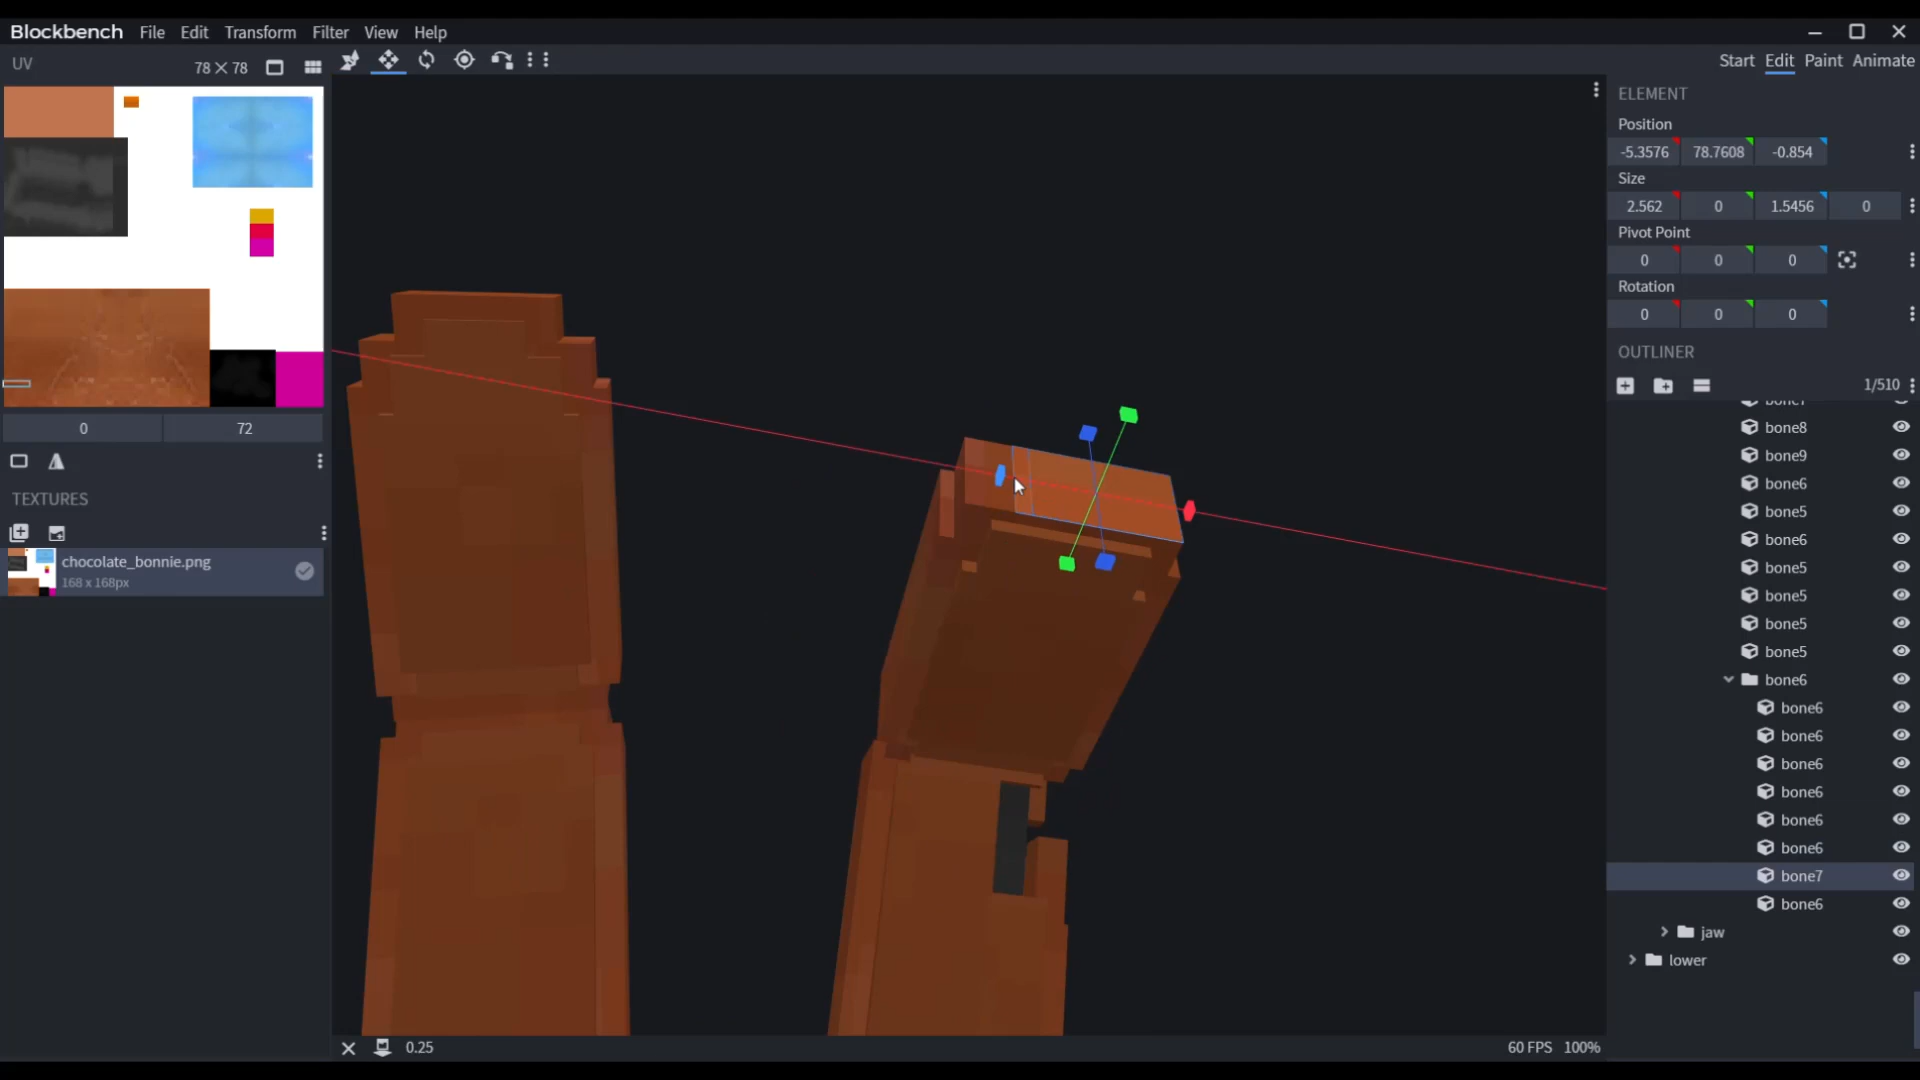 Blockbench File Edit Transform Filter View Help
UV 78 × 78
Start Edit Paint Animate
ELEMENT
Position
-5.3576 78.7608 -0.854
Size
2.562 0 1.5456 0
Pivot Point
0 0 0
Rotation
0 0 0
OUTLINER
1/510
bone8
bone9
bone6
bone5
bone6
bone5
bone5
bone5
bone5
bone6
bone6
bone6
bone6
bone6
bone6
bone6
bone7
bone6
jaw
lower
0 72
TEXTURES
chocolate_bonnie.png
168 x 168px
0.25
60 FPS 100%